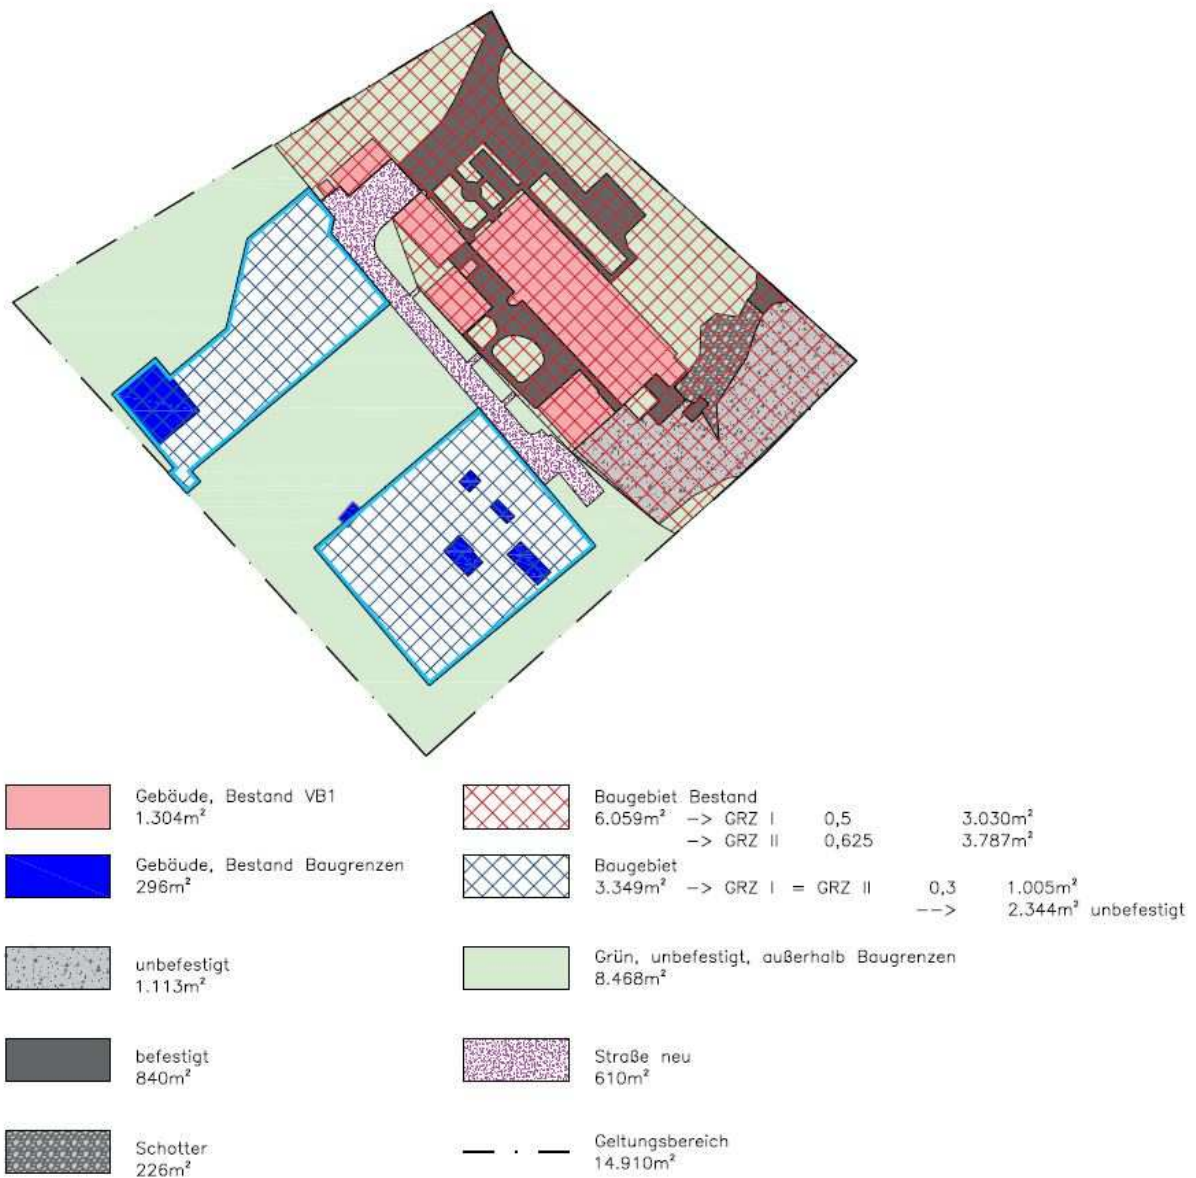 Gebäude, Bestand VB1
1.304m²
Gebäude, Bestand Baugrenzen
296m²
unbefestigt
1.113m²
befestigt
840m²
Schotter
226m²
Baugebiet Bestand
6.059m² -> GRZ I 0,5 3.030m²
-> GRZ II 0,625 3.787m²
Baugebiet
3.349m² -> GRZ I = GRZ II 0,3 1.005m²
--> 2.344m² unbefestigt
Grün, unbefestigt, außerhalb Baugrenzen
8.468m²
Straße neu
610m²
Geltungsbereich
14.910m²